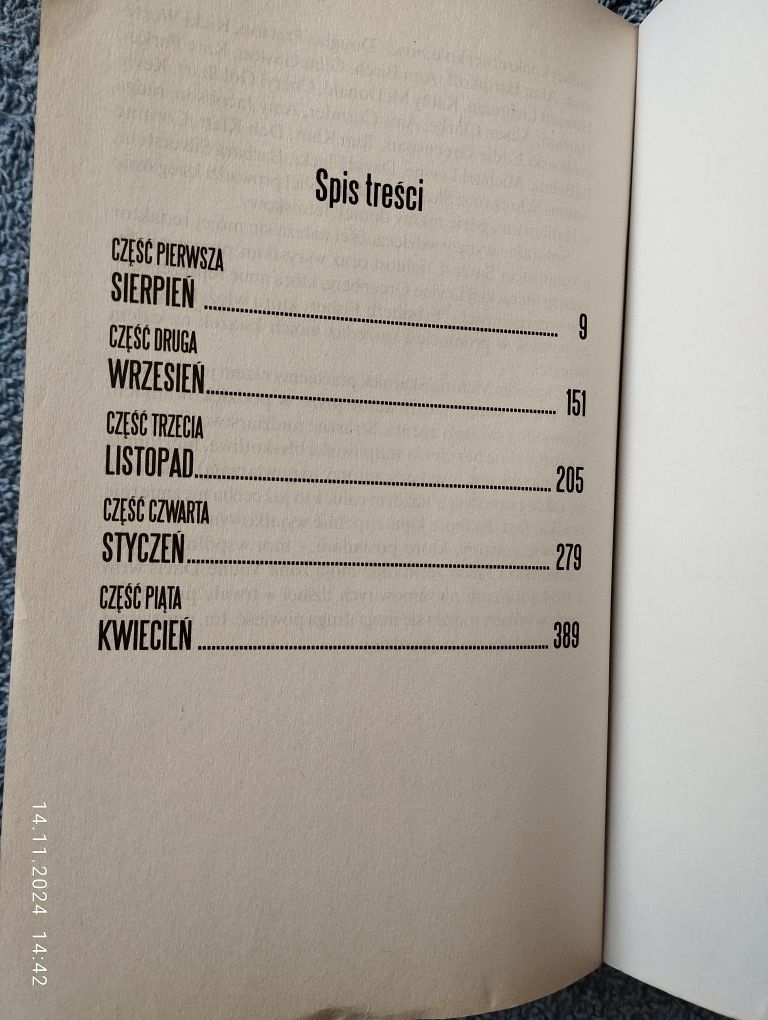 Spis treści
CZĘŚĆ PIERWSZA
SIERPIEŃ 9
CZĘŚĆ DRUGA
WRZESIEŃ 151
CZĘŚĆ TRZECIA
LISTOPAD 205
CZĘŚĆ CZWARTA
STYCZEŃ 279
CZĘŚĆ PIĄTA
KWIECIEŃ 389
14.11.2024 14:42